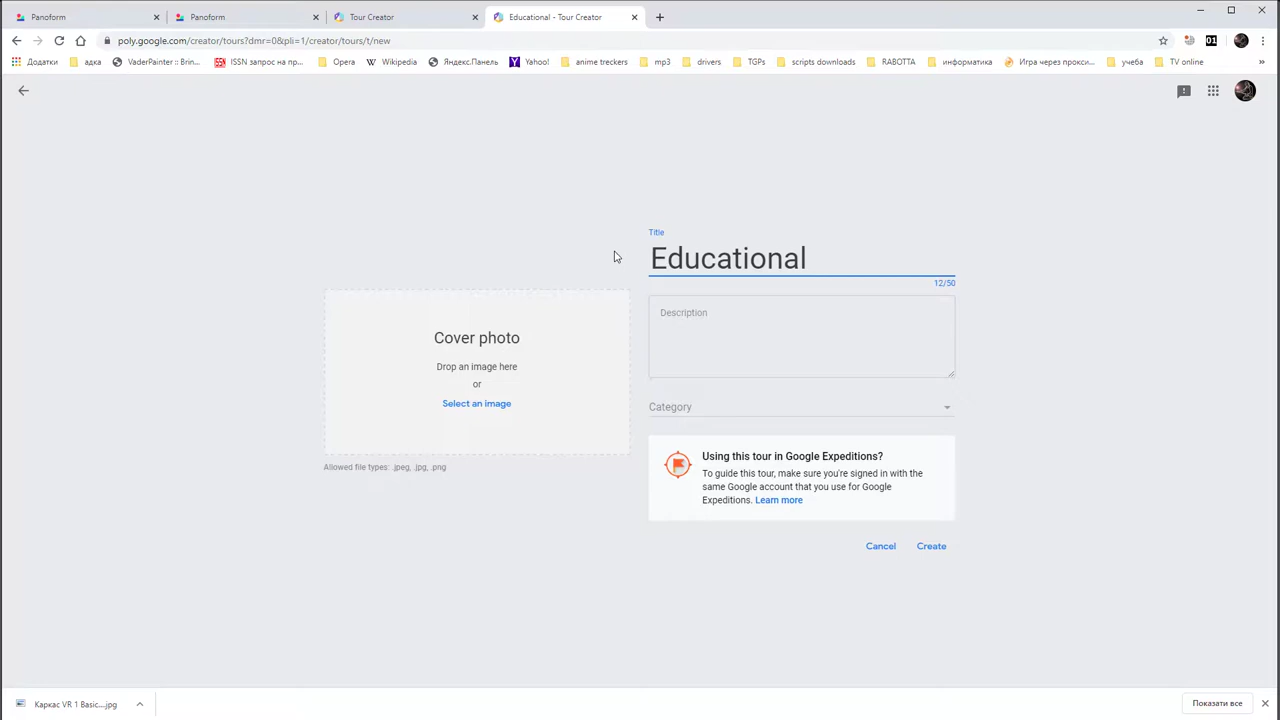 Panoform
Panoform
Tour Creator
Educational - Tour Creator
poly.google.com/creator/tours?dmr=0&pli=1/creator/tours/t/new
Додатки
адка
VaderPainter :: Brin...
ISSN запрос на пр...
Opera
Wikipedia
Яндекс.Панель
Yahoo!
anime treckers
mp3
drivers
TGPs
scripts downloads
RABOTTA
информатика
Игра через прокси...
учеба
TV online
Title
Educational
12/50
Description
Cover photo
Drop an image here
or
Select an image
Allowed file types: .jpeg, .jpg, .png
Category
Using this tour in Google Expeditions?
To guide this tour, make sure you're signed in with the
same Google account that you use for Google
Expeditions. Learn more
Cancel
Create
Каркас VR 1 Basic....jpg
Показати все